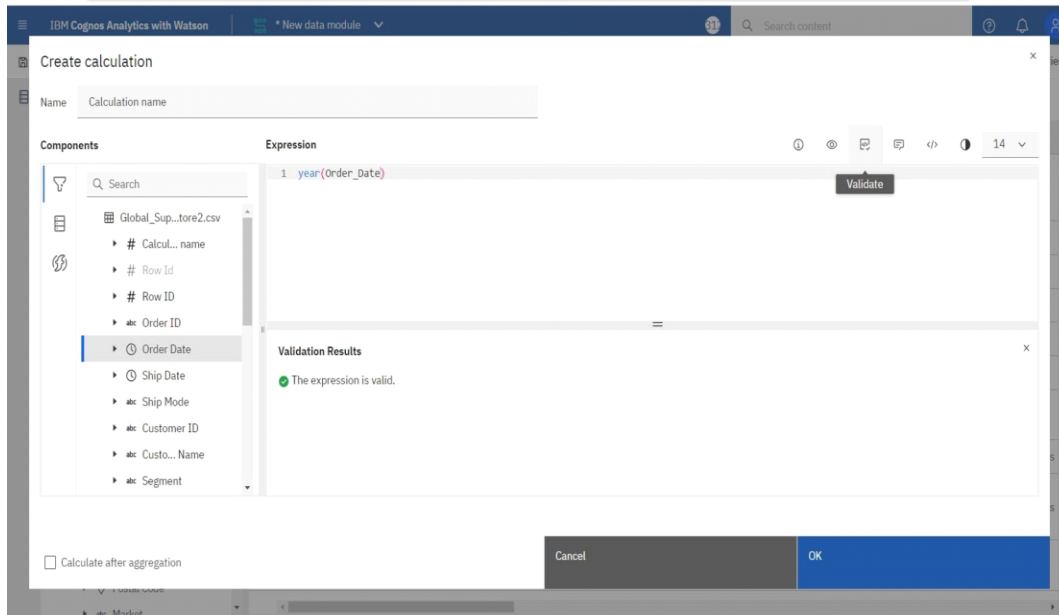 IBM Cognos Analytics with Watson
* New data module
Search content
Create calculation
Name
Calculation name
Components
Expression
14
Search
1 year(Order_Date)
Validate
Global_Sup...tore2.csv
# Calcul... name
# Row Id
# Row ID
abc Order ID
Order Date
Ship Date
abc Ship Mode
abc Customer ID
abc Custo... Name
abc Segment
Validation Results
The expression is valid.
Calculate after aggregation
Cancel
OK
Postal Code
abc Market